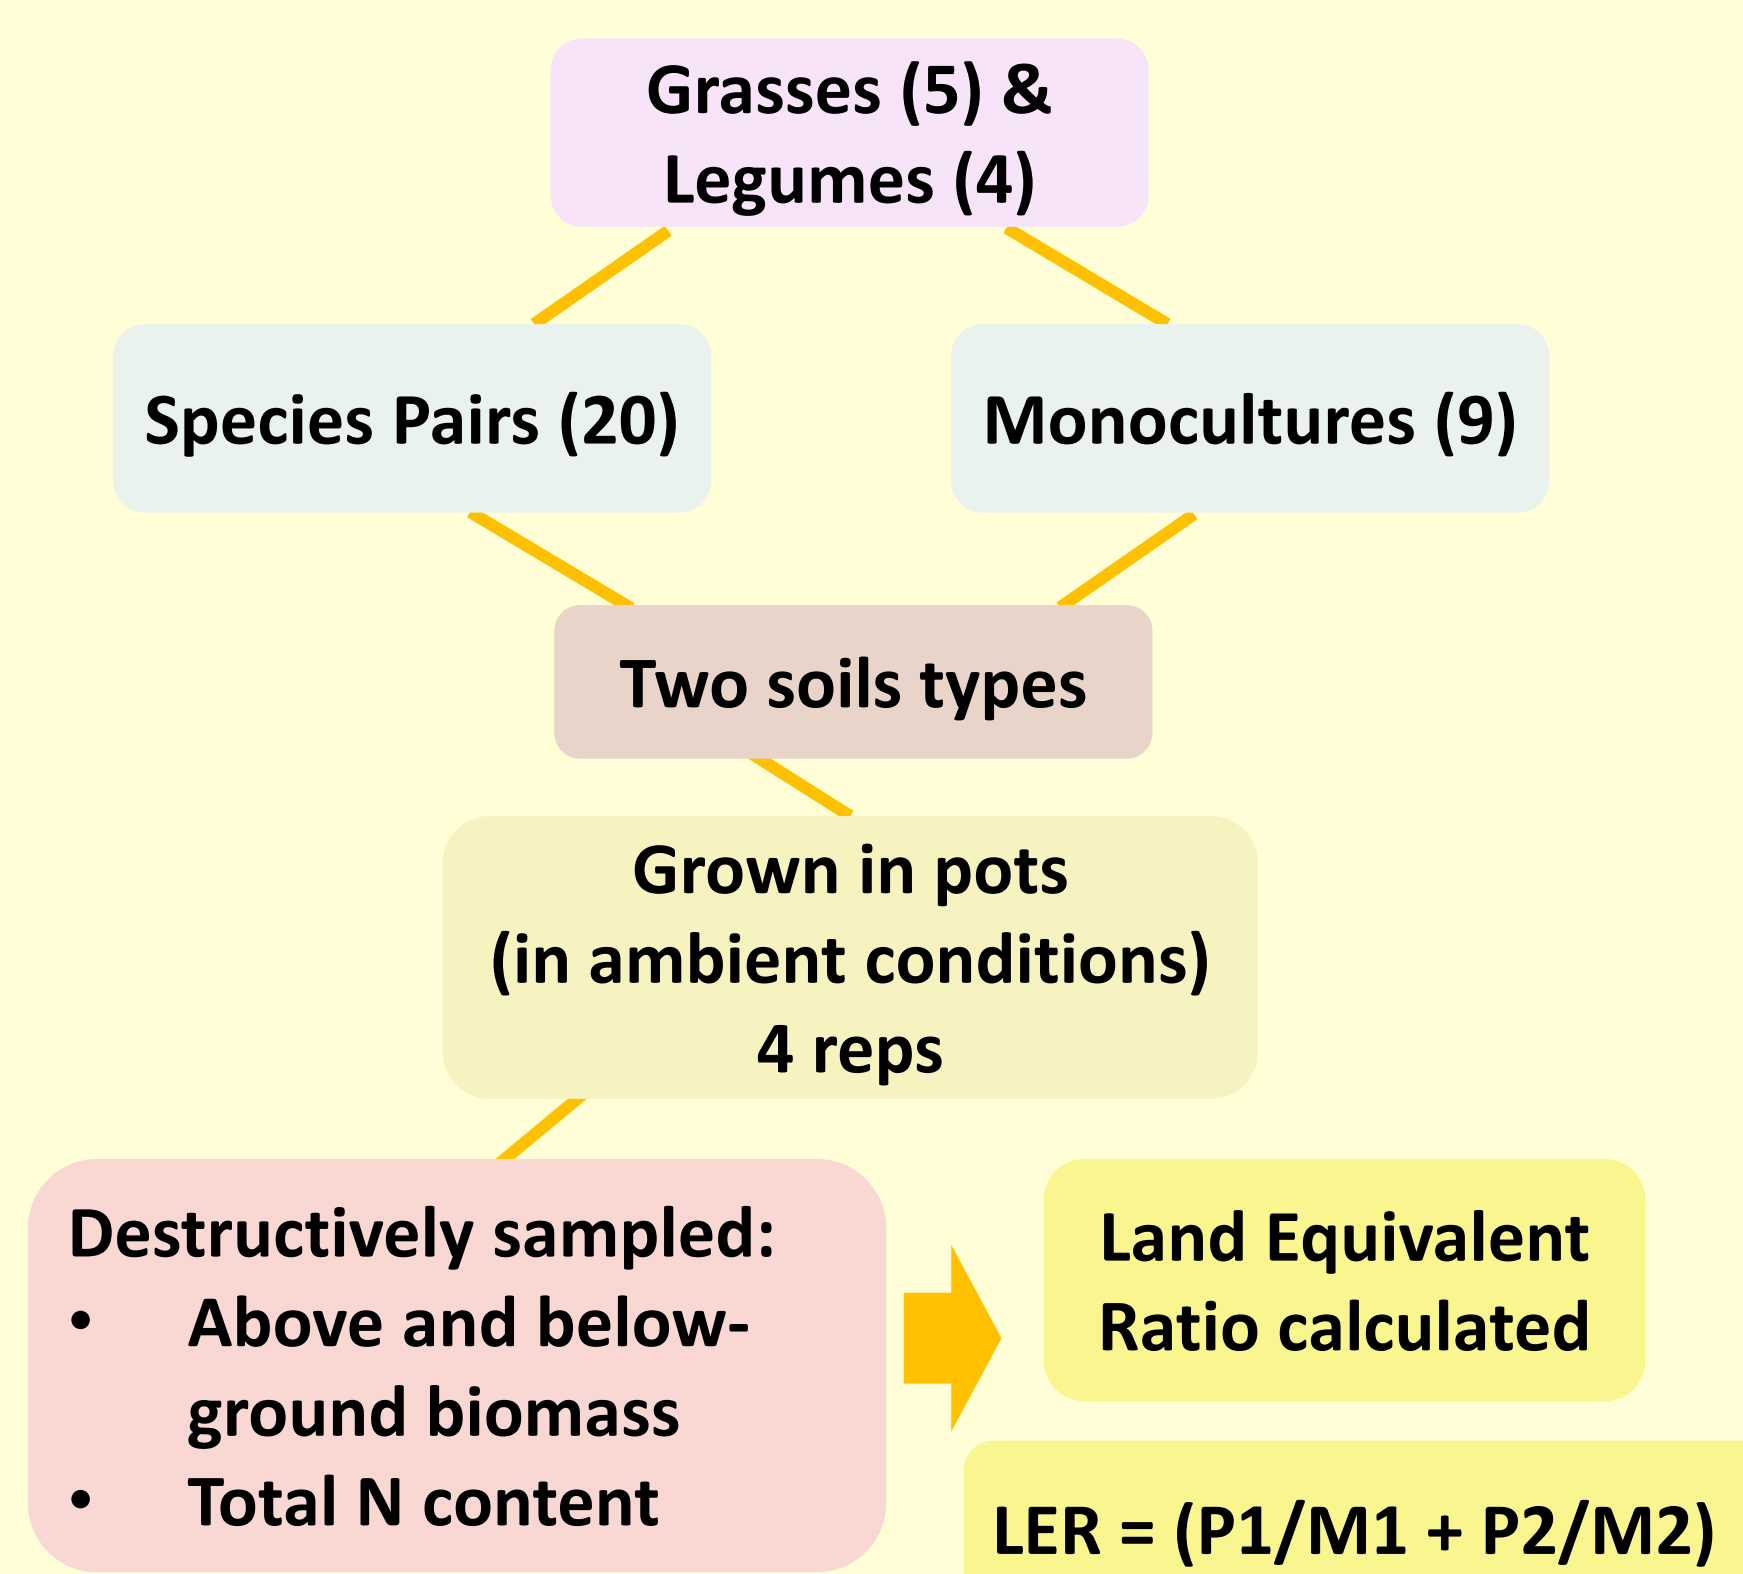 Grasses (5) &
Legumes (4)
Species Pairs (20)
Monocultures (9)
Two soils types
Grown in pots
(in ambient conditions)
4 reps
Destructively sampled:
• Above and below-
ground biomass
• Total N content
Land Equivalent
Ratio calculated
LER = (P1/M1 + P2/M2)